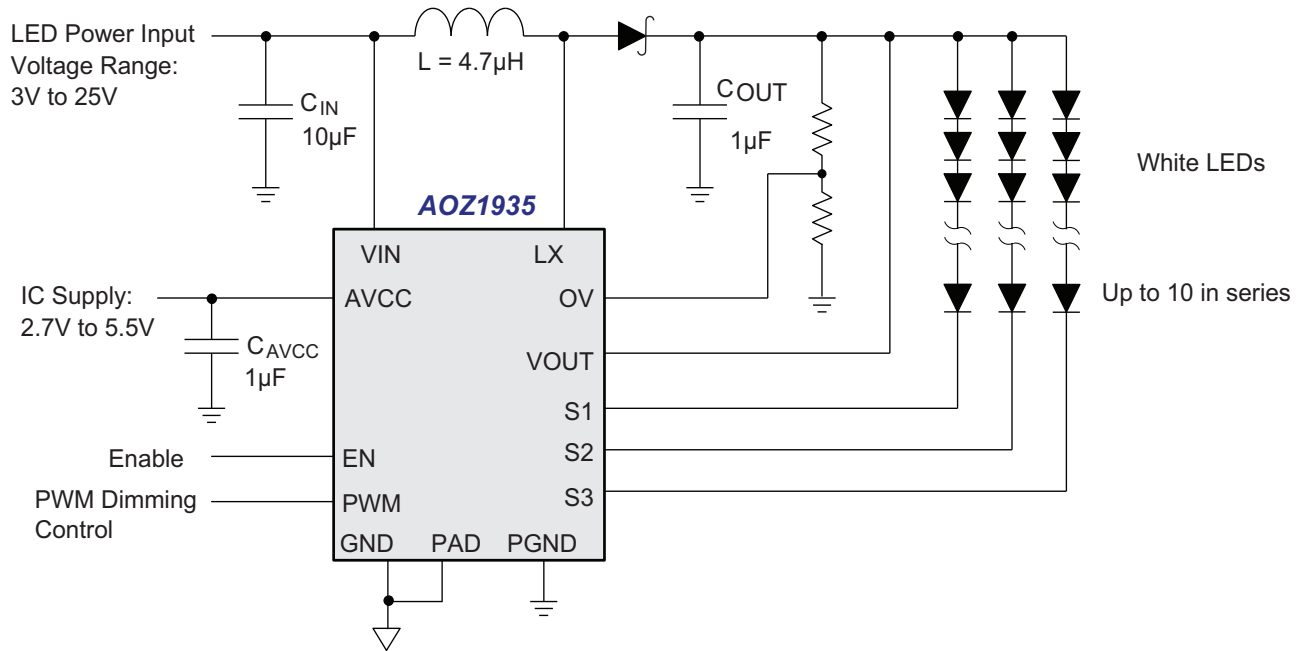 LED Power Input
Voltage Range:
3V to 25V
L = 4.7µH
CIN
10µF
COUT
1µF
White LEDs
AOZ1935
VIN
LX
IC Supply:
2.7V to 5.5V
AVCC
OV
Up to 10 in series
CAVCC
1µF
VOUT
S1
Enable
EN
S2
PWM Dimming
Control
PWM
S3
GND
PAD
PGND